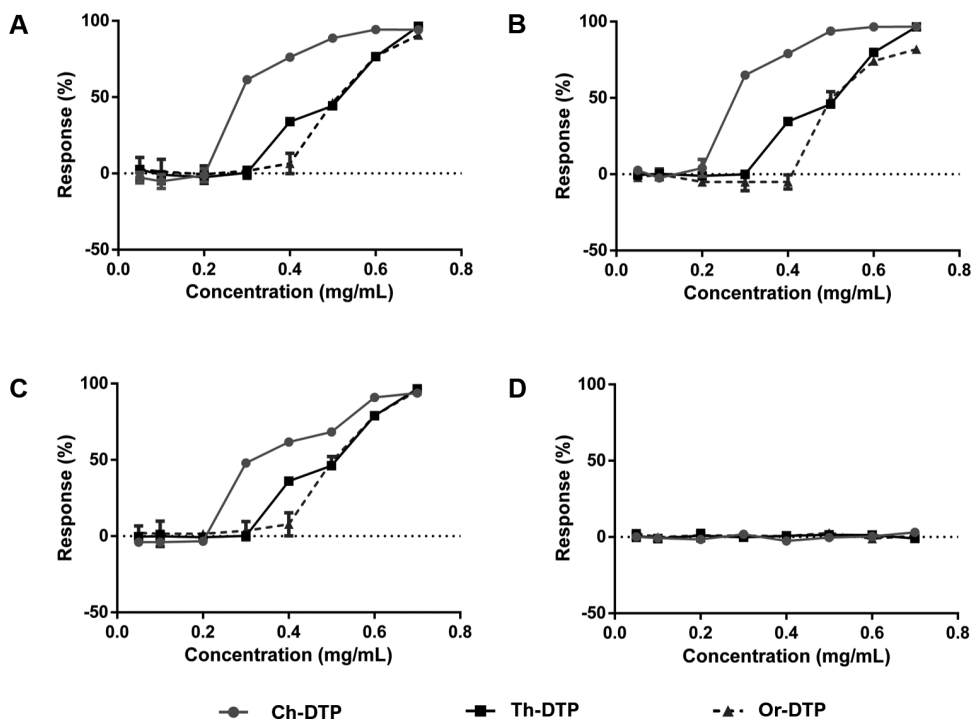 A
Response (%)
100
50
0
-50
0.0 0.2 0.4 0.6 0.8
Concentration (mg/mL)
B
Response (%)
100
50
0
-50
0.0 0.2 0.4 0.6 0.8
Concentration (mg/mL)
C
Response (%)
100
50
0
-50
0.0 0.2 0.4 0.6 0.8
Concentration (mg/mL)
D
Response (%)
100
50
0
-50
0.0 0.2 0.4 0.6 0.8
Concentration (mg/mL)
Ch-DTP Th-DTP Or-DTP